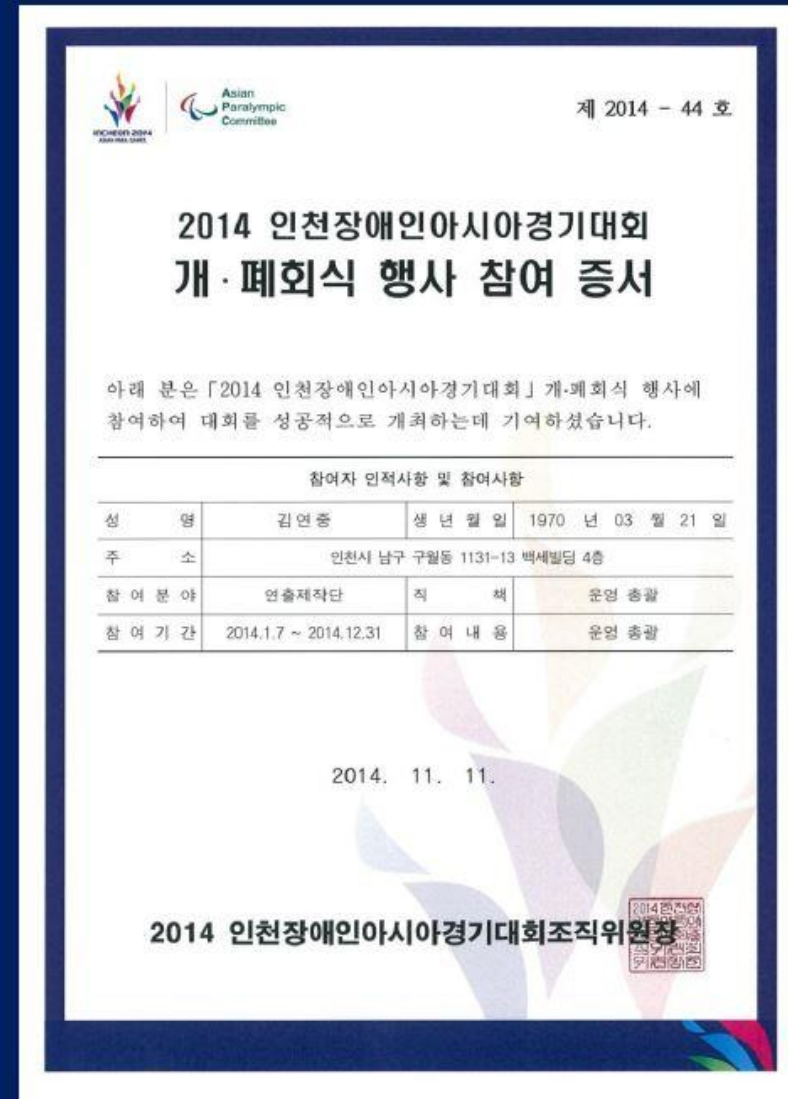 INCHEON 2014
ASIAN PARA GAMES
Asian
Paralympic
Committee
제 2014 - 44 호
2014 인천장애인아시아경기대회
개·폐회식 행사 참여 증서
아래 분은 「2014 인천장애인아시아경기대회」 개·폐회식 행사에
참여하여 대회를 성공적으로 개최하는데 기여하셨습니다.
참여자 인적사항 및 참여사항
성 명 김연중 생 년 월 일 1970 년 03 월 21 일
주 소 인천시 남구 구월동 1131-13 백세빌딩 4층
참 여 분 야 연출제작단 직 책 운영 총괄
참 여 기 간 2014.1.7 ~ 2014.12.31 참 여 내 용 운영 총괄
2014. 11. 11.
2014 인천장애인아시아경기대회조직위원장